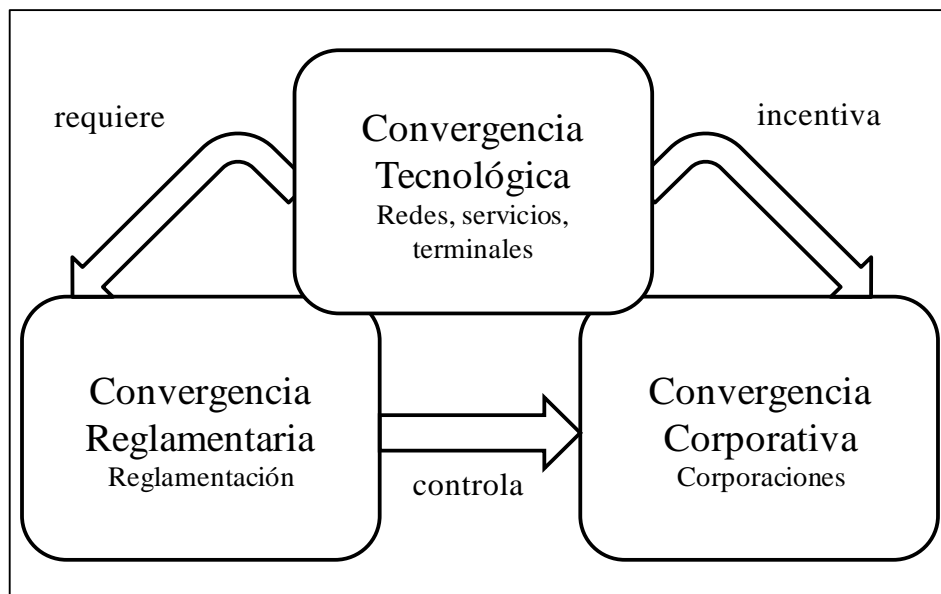 requiere
incentiva
Convergencia
Tecnológica
Redes, servicios,
terminales
Convergencia
Reglamentaria
Reglamentación
controla
Convergencia
Corporativa
Corporaciones